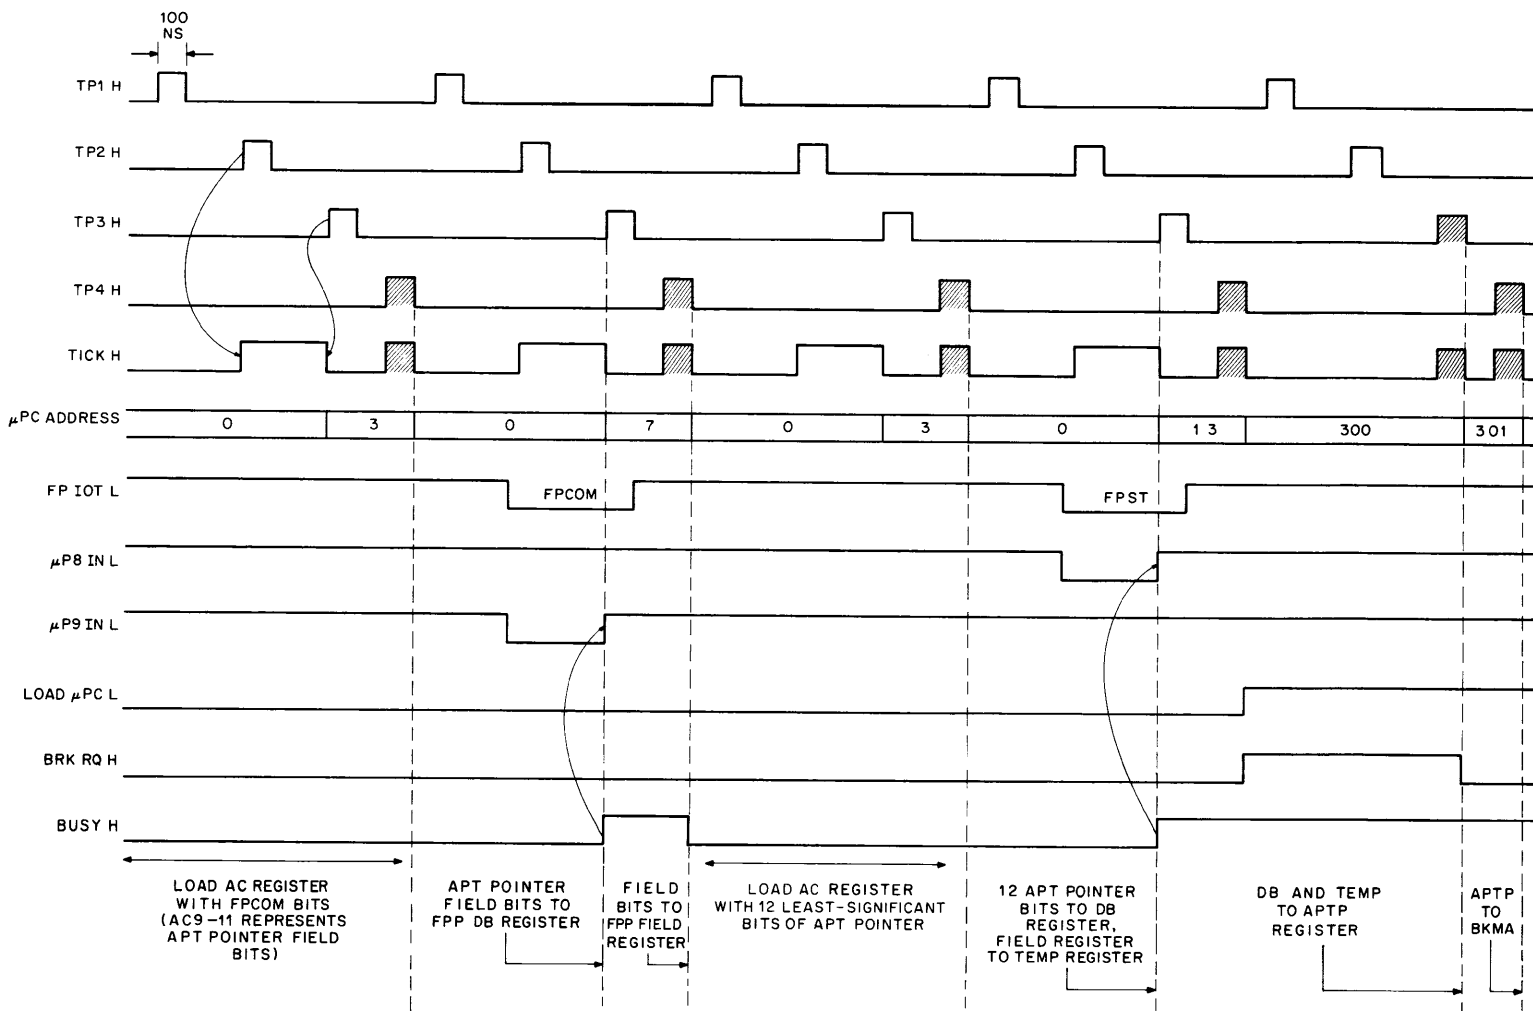 100
NS
TP1 H
TP2 H
TP3 H
TP4 H
TICK H
μPC ADDRESS
0 3 0 7 0 3 0 1 3 300 301
FP IOT L
FPCOM
FPST
μP8 IN L
μP9 IN L
LOAD μPC L
BRK RQ H
BUSY H
LOAD AC REGISTER
WITH FPCOM BITS
(AC9-11 REPRESENTS
APT POINTER FIELD
BITS)
APT POINTER
FIELD BITS TO
FPP DB REGISTER
FIELD
BITS TO
FPP FIELD
REGISTER
LOAD AC REGISTER
WITH 12 LEAST-SIGNIFICANT
BITS OF APT POINTER
12 APT POINTER
BITS TO DB
REGISTER,
FIELD REGISTER
TO TEMP REGISTER
DB AND TEMP
TO APTP
REGISTER
APTP
TO
BKMA